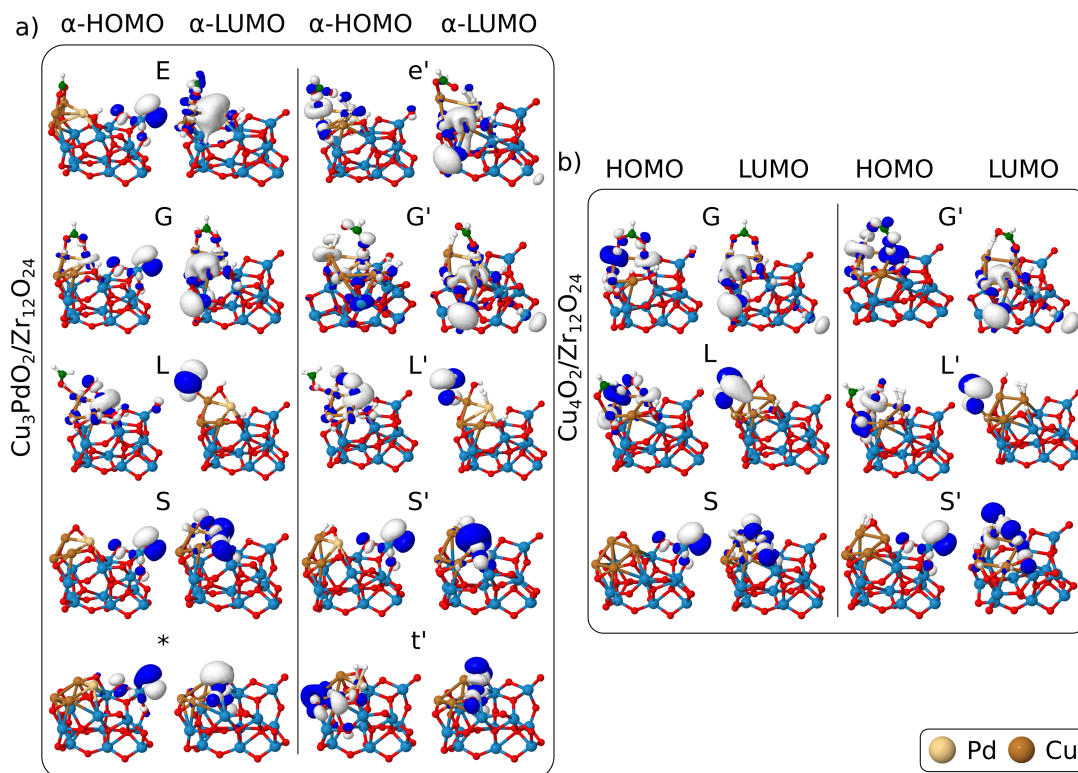 a) α-HOMO α-LUMO α-HOMO α-LUMO
E e'
G G'
L L'
S S'
* t'
Cu3PdO2/Zr12O24
b) HOMO LUMO HOMO LUMO
G G'
L L'
S S'
Cu4O2/Zr12O24
Pd Cu